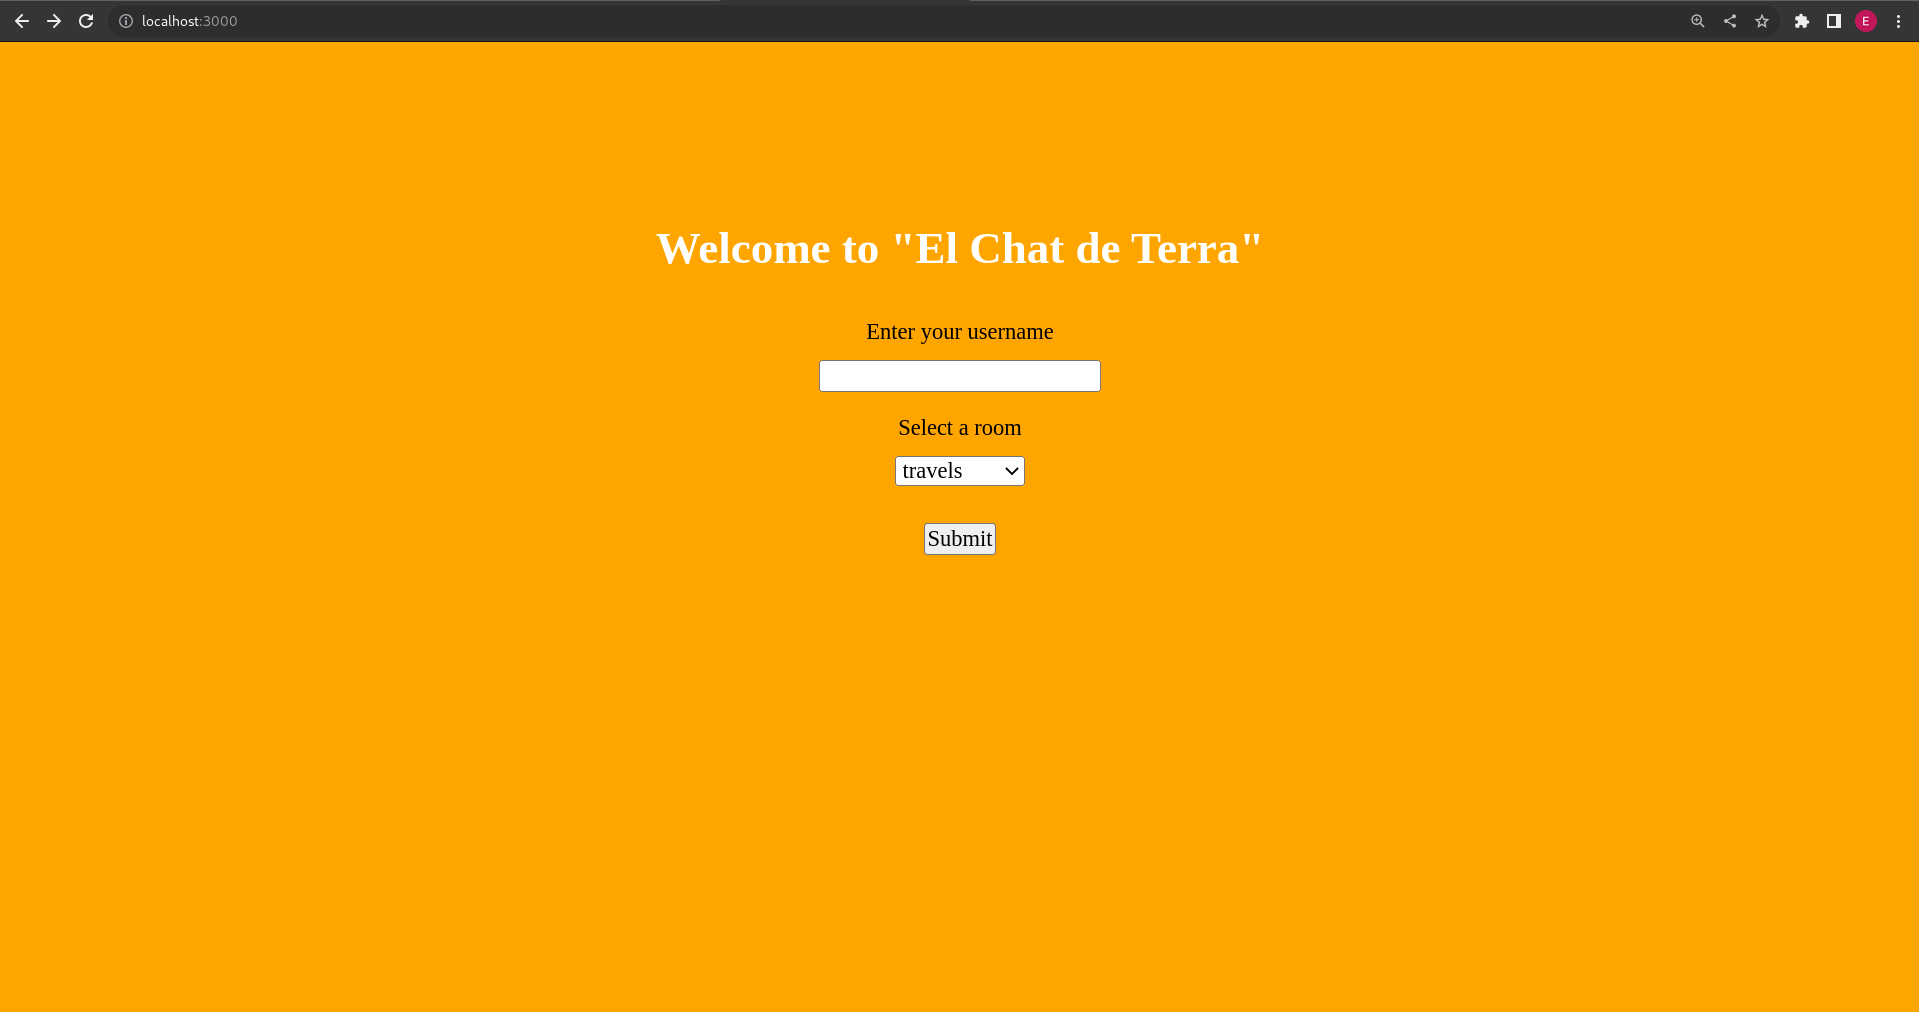 localhost:3000
E
Welcome to "El Chat de Terra"
Enter your username
Select a room
travels
Submit